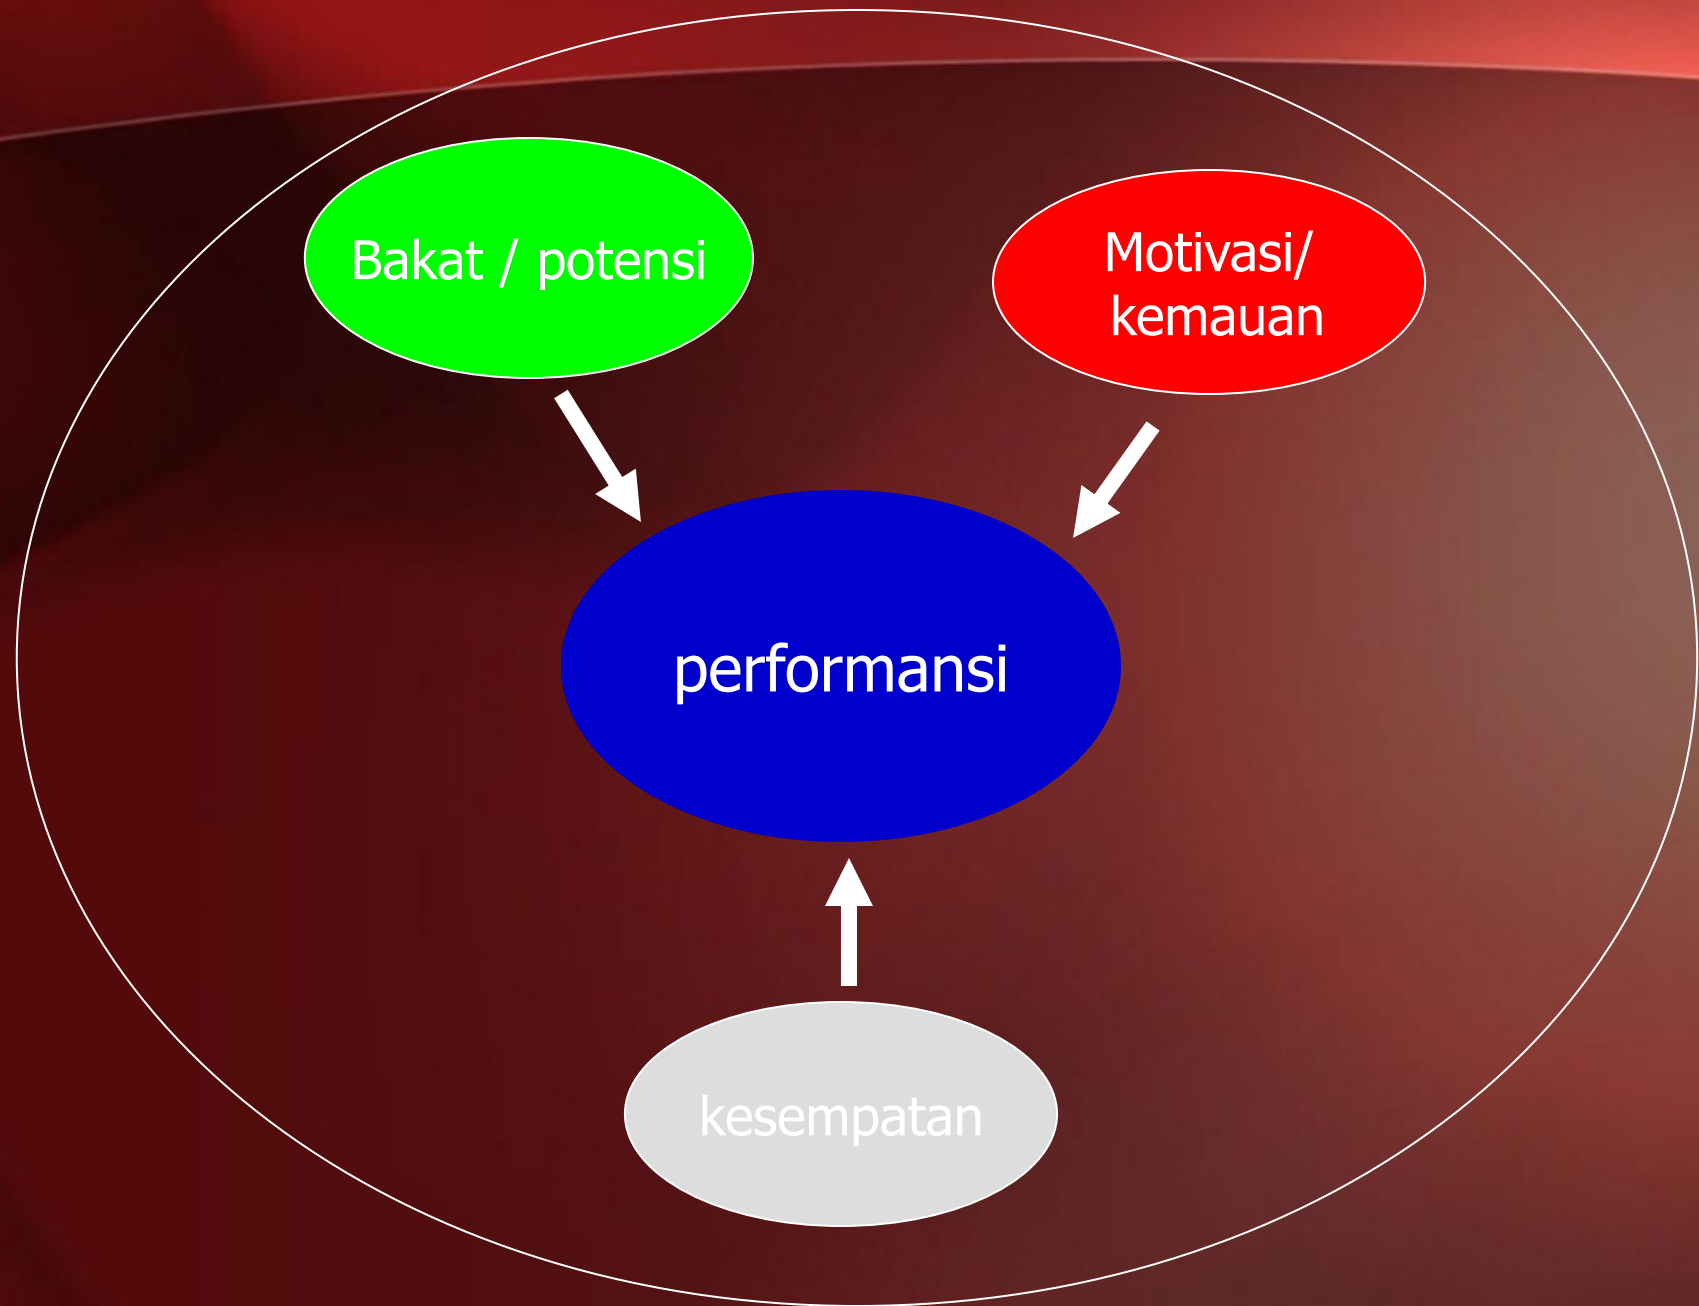 Bakat / potensi
Motivasi/
kemauan
performansi
kesempatan